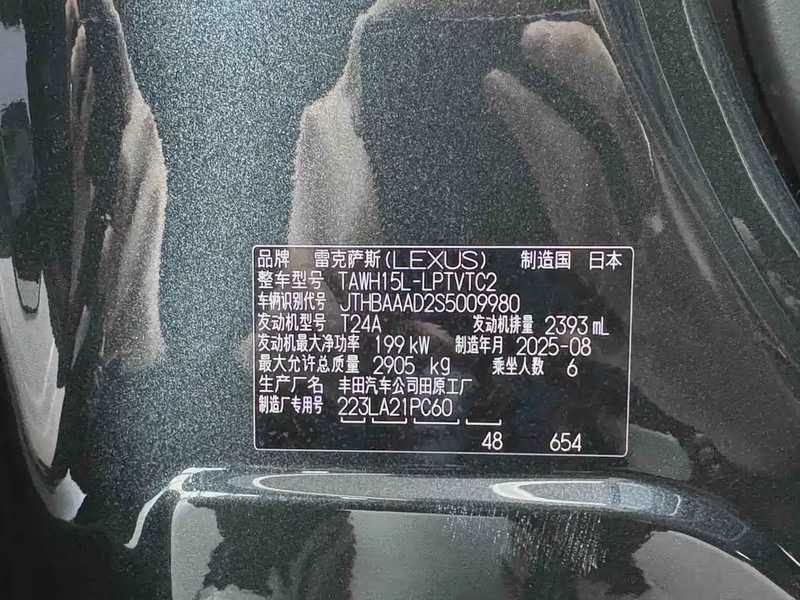 品牌 雷克萨斯(LEXUS) 制造国 日本
整车型号 TAWH15L-LPTVTC2
车辆识别代号 JTHBAAAD2S5009980
发动机型号 T24A 发动机排量 2393 mL
发动机最大净功率 199 kW 制造年月 2025-08
最大允许总质量 2905 kg 乘坐人数 6
生产厂名 丰田汽车公司田原工厂
制造厂专用号 223LA21PC60
48 654